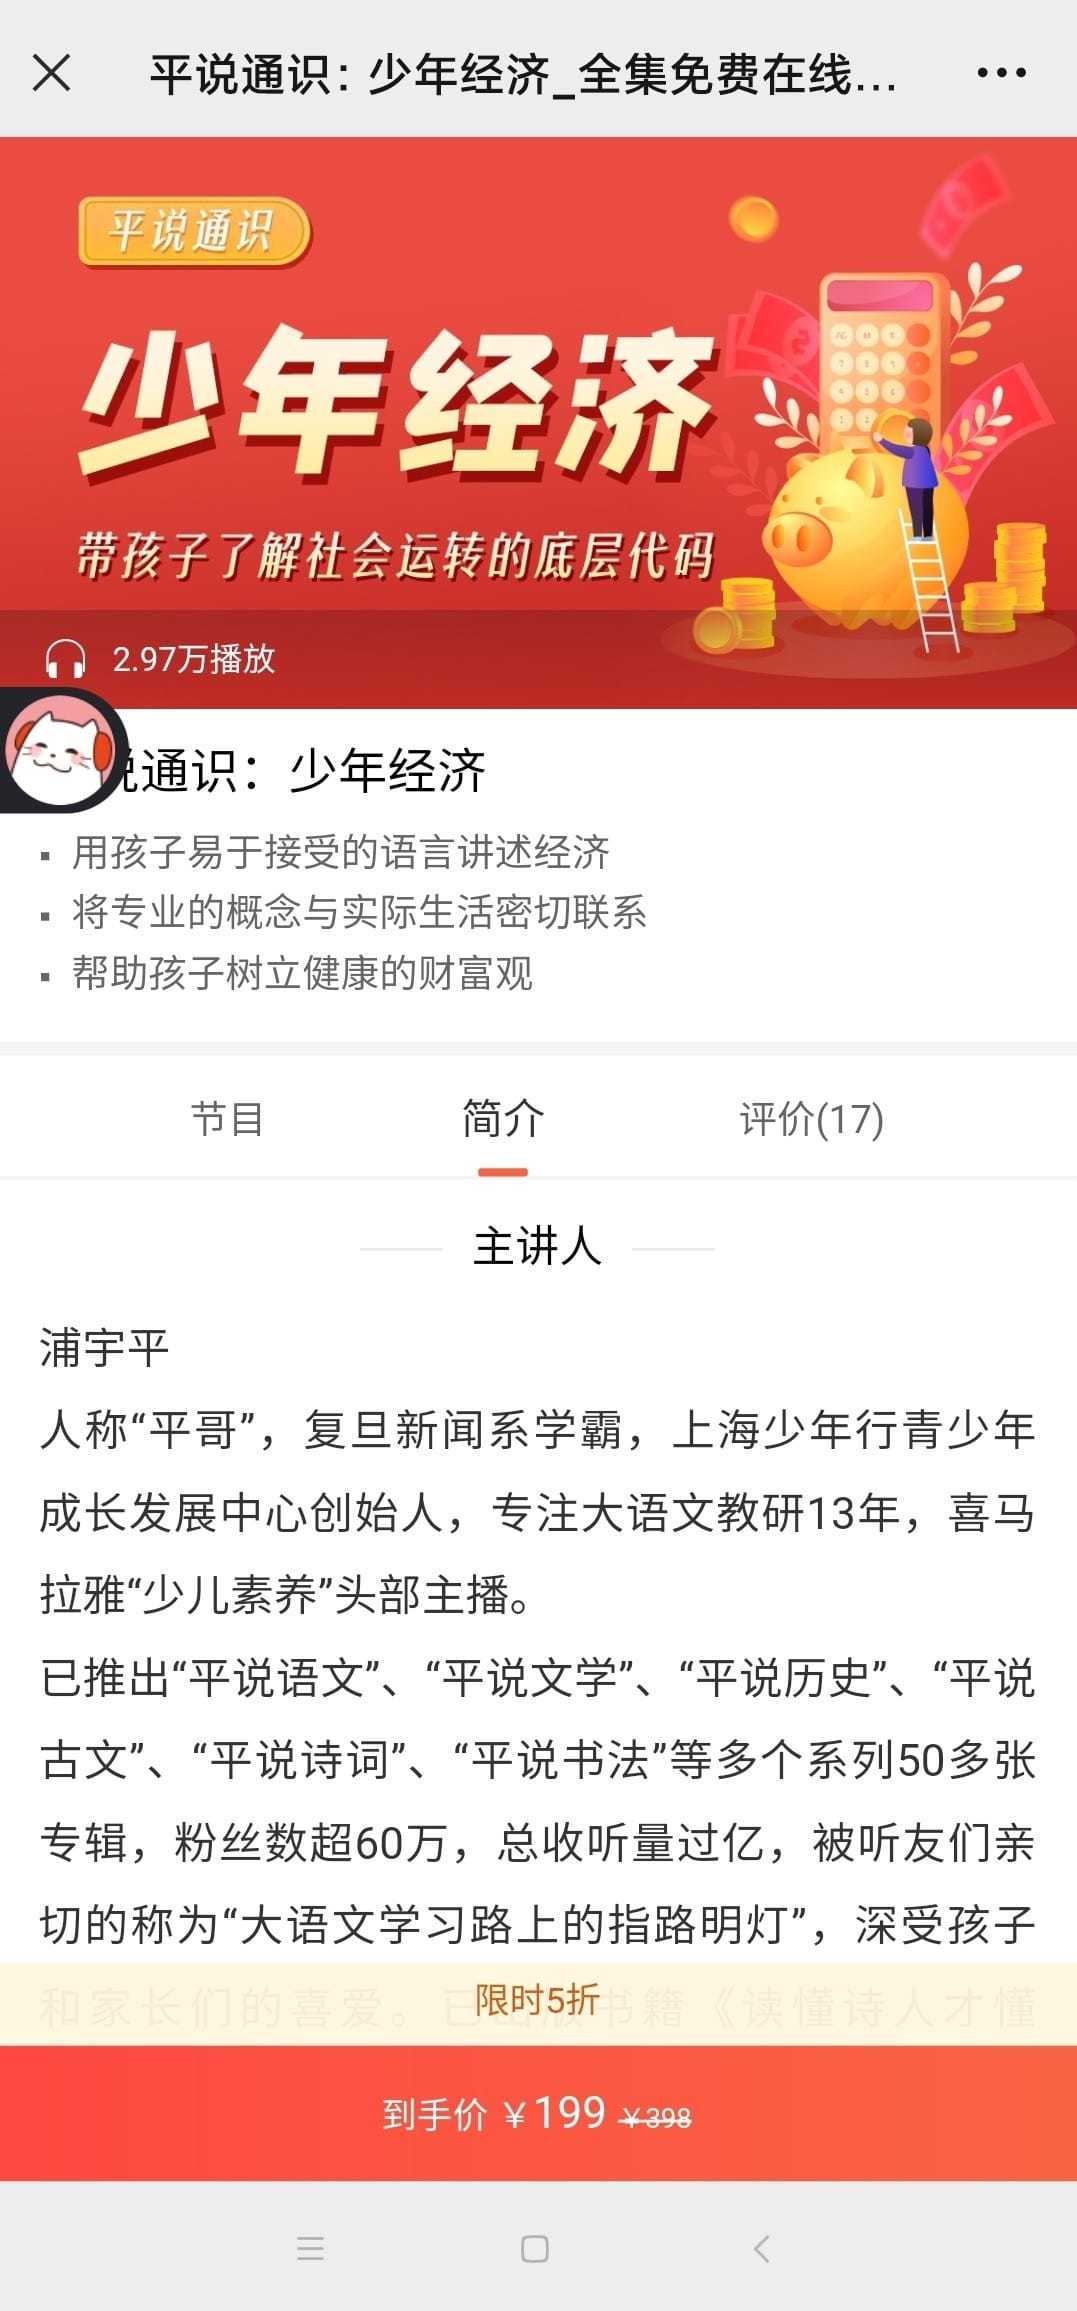 平说通识：少年经济_全集免费在线...
平说通识
少年经济
带孩子了解社会运转的底层代码
2.97万播放
说通识：少年经济
用孩子易于接受的语言讲述经济
将专业的概念与实际生活密切联系
帮助孩子树立健康的财富观
节目 简介 评价(17)
主讲人
浦宇平
人称“平哥”，复旦新闻系学霸，上海少年行青少年
成长发展中心创始人，专注大语文教研13年，喜马
拉雅“少儿素养”头部主播。
已推出“平说语文”、“平说文学”、“平说历史”、“平说
古文”、“平说诗词”、“平说书法”等多个系列50多张
专辑，粉丝数超60万，总收听量过亿，被听友们亲
切的称为“大语文学习路上的指路明灯”，深受孩子
和家长们的喜爱。已出版书籍《读懂诗人才懂
限时5折
到手价 ￥199 ￥398